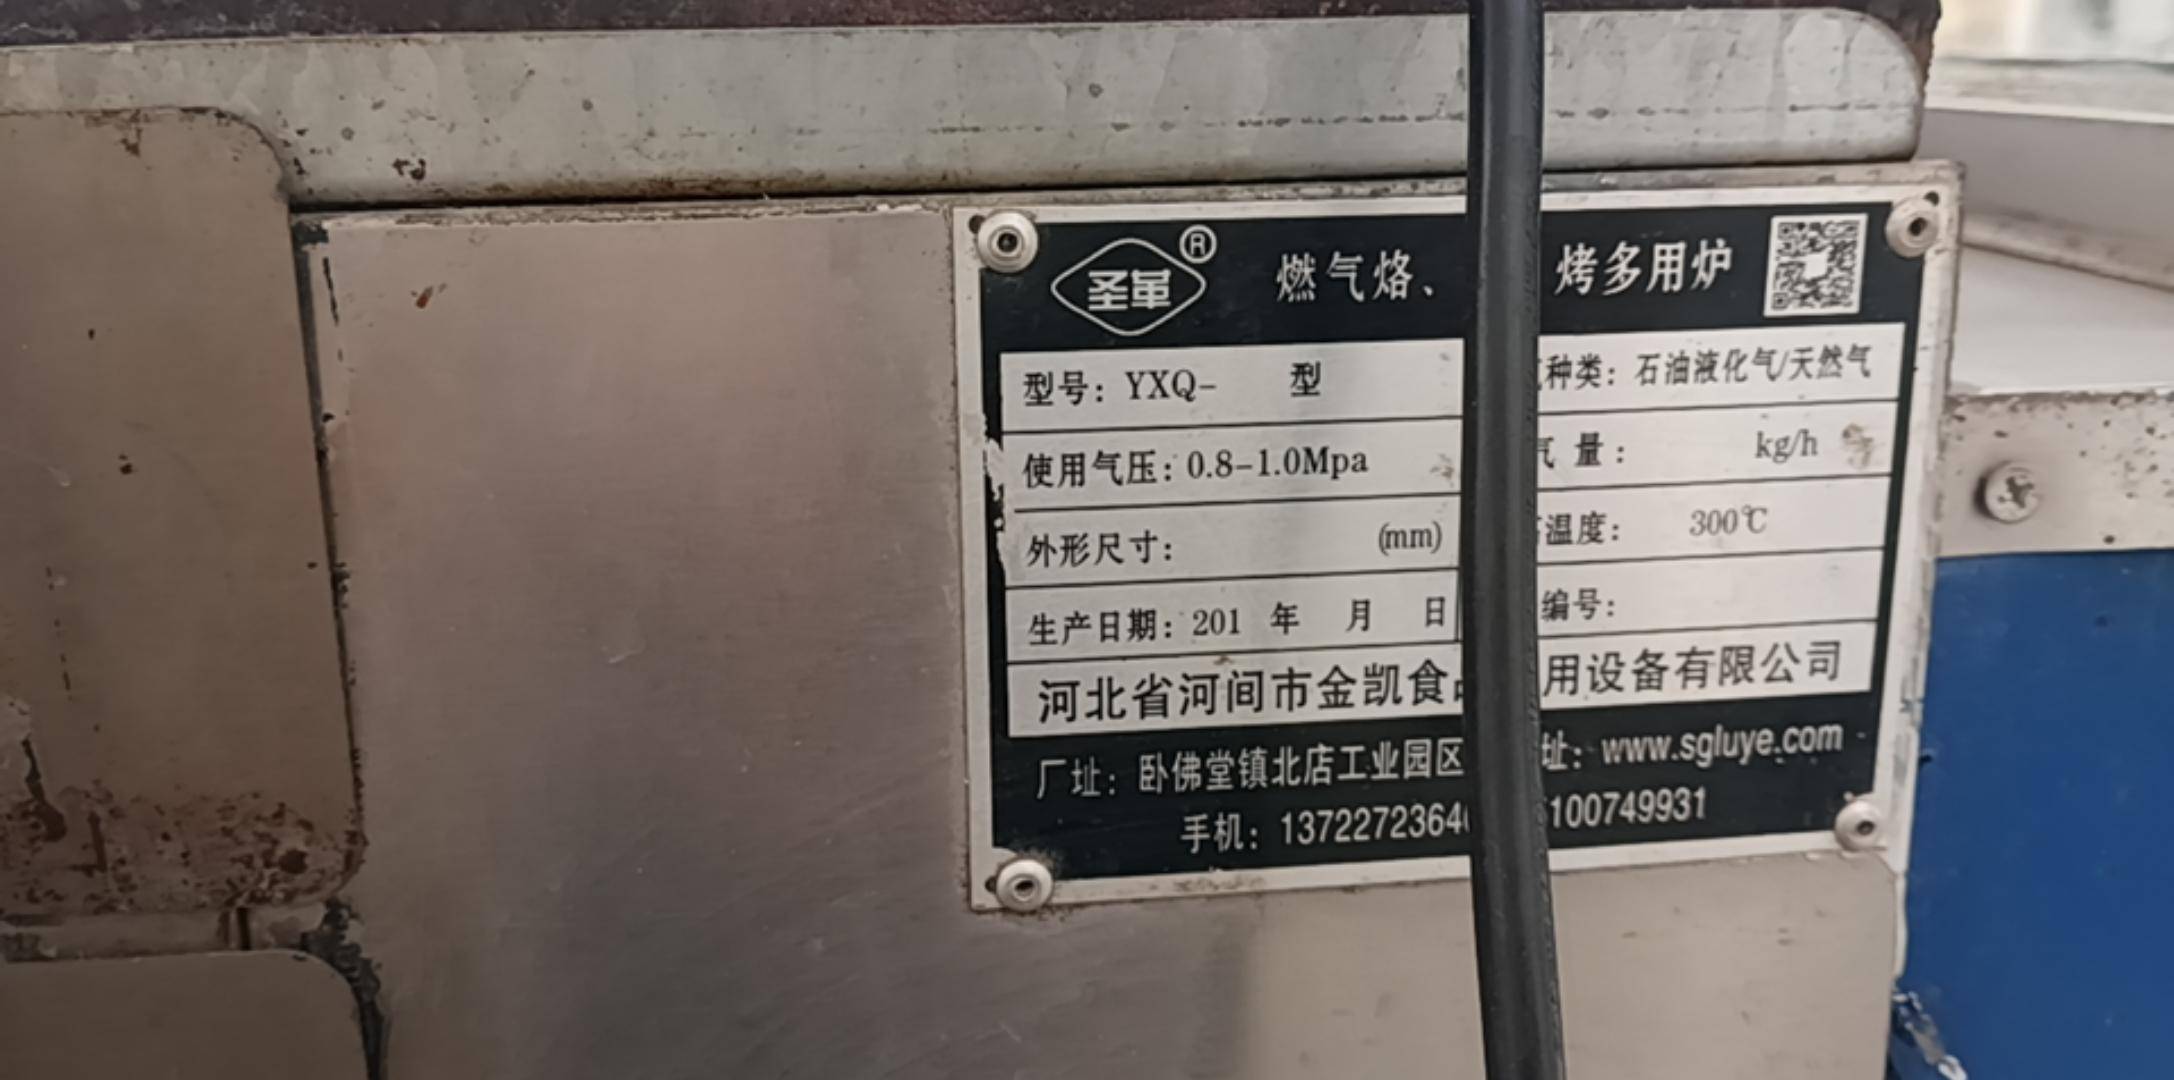 圣革 ® 燃气烙、 烤多用炉
型号: YXQ- 型 种类: 石油液化气/天然气
使用气压: 0.8-1.0Mpa 气 量: kg/h
外形尺寸: (mm) 温度: 300℃
生产日期: 201 年 月 日 编号:
河北省河间市金凯食 用设备有限公司
厂址: 卧佛堂镇北店工业园区 址: www.sgluye.com
手机: 1372272364 100749931